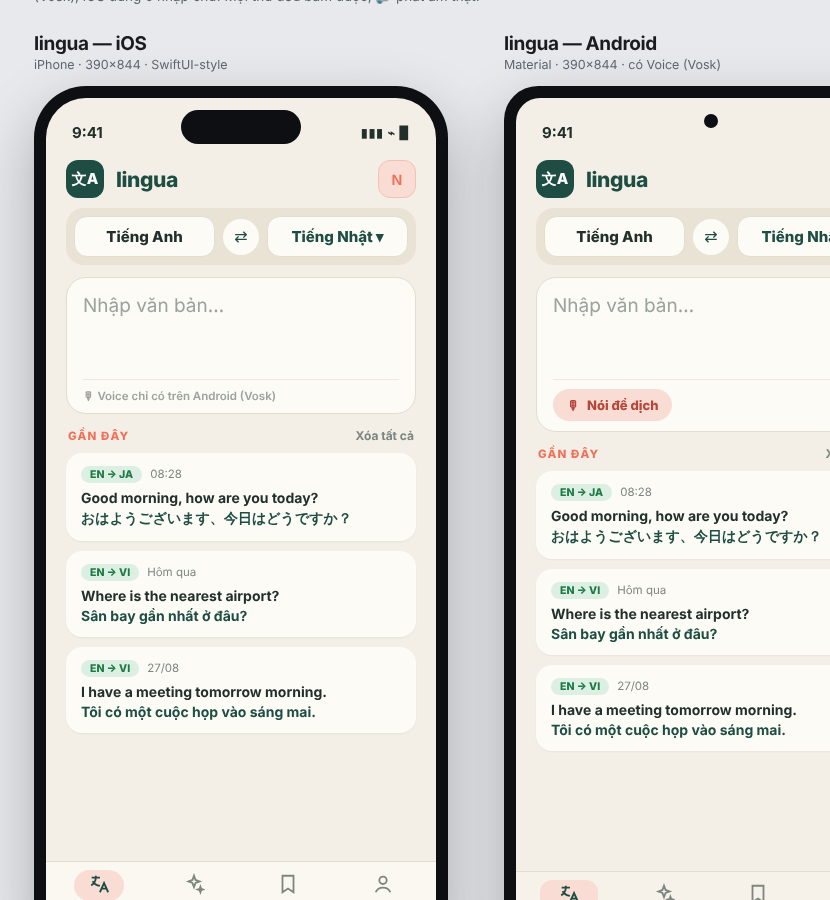 lingua — iOS
iPhone · 390×844 · SwiftUI-style
9:41
文A lingua N
Tiếng Anh ⇄ Tiếng Nhật ▾
Nhập văn bản...
Voice chỉ có trên Android (Vosk)
GẦN ĐÂY Xóa tất cả
EN → JA 08:28
Good morning, how are you today?
おはようございます、今日はどうですか？
EN → VI Hôm qua
Where is the nearest airport?
Sân bay gần nhất ở đâu?
EN → VI 27/08
I have a meeting tomorrow morning.
Tôi có một cuộc họp vào sáng mai.
lingua — Android
Material · 390×844 · có Voice (Vosk)
9:41
文A lingua
Tiếng Anh ⇄ Tiếng
Nhập văn bản...
Nói để dịch
GẦN ĐÂY
EN → JA 08:28
Good morning, how are you today?
おはようございます、今日はどうですか？
EN → VI Hôm qua
Where is the nearest airport?
Sân bay gần nhất ở đâu?
EN → VI 27/08
I have a meeting tomorrow morning.
Tôi có một cuộc họp vào sáng mai.